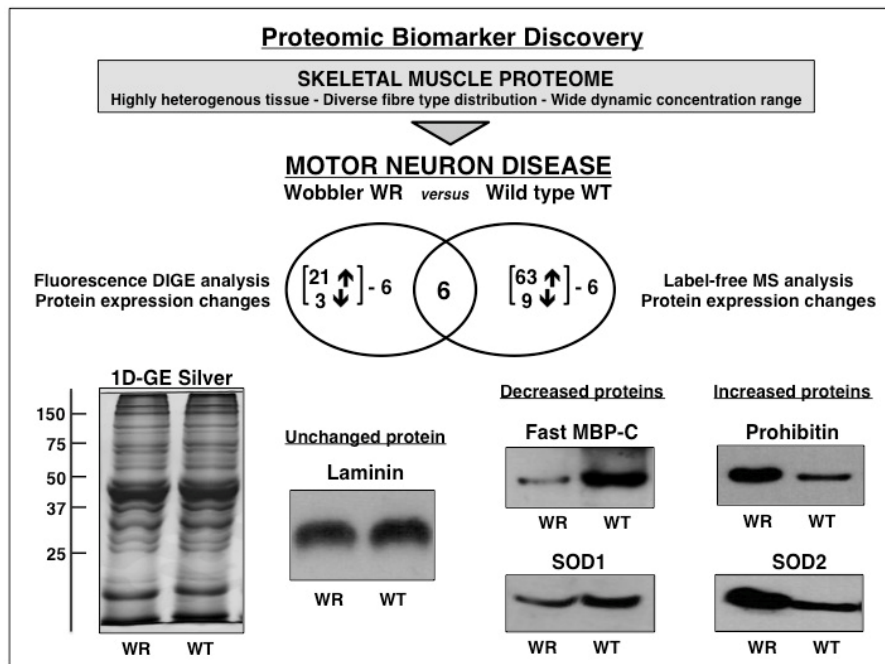 Proteomic Biomarker Discovery
SKELETAL MUSCLE PROTEOME
Highly heterogenous tissue - Diverse fibre type distribution - Wide dynamic concentration range
MOTOR NEURON DISEASE
Wobbler WR versus Wild type WT
Fluorescence DIGE analysis
Protein expression changes
[21 ↑
3 ↓] - 6
6
[63 ↑
9 ↓] - 6
Label-free MS analysis
Protein expression changes
1D-GE Silver
150
75
50
37
25
WR WT
Unchanged protein
Laminin
WR WT
Decreased proteins
Fast MBP-C
WR WT
SOD1
WR WT
Increased proteins
Prohibitin
WR WT
SOD2
WR WT